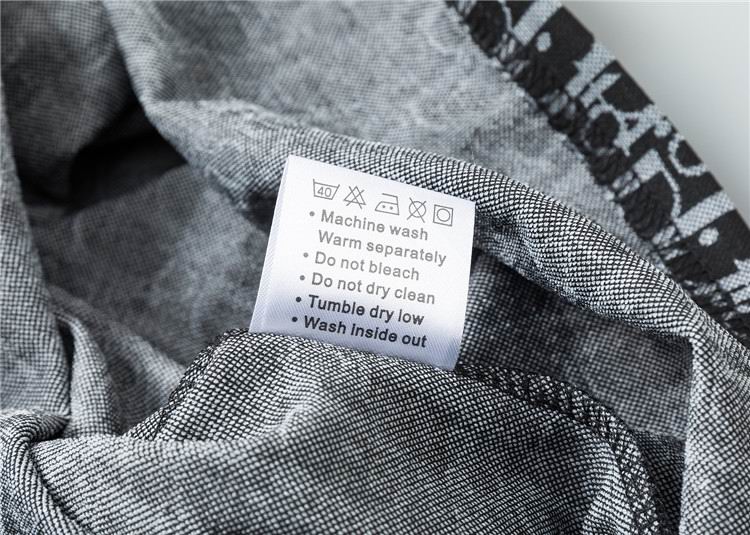 40
• Machine wash
Warm separately
• Do not bleach
• Do not dry clean
• Tumble dry low
• Wash inside out